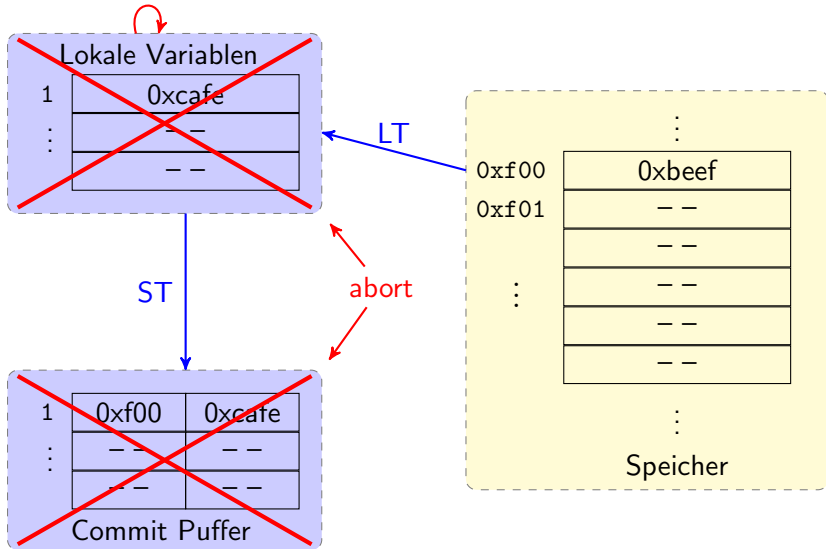 Lokale Variablen
1 0xcafe
⋮ – –
– –
LT
ST
abort
1 0xf00 0xcafe
⋮ – – – –
– – – –
Commit Puffer
⋮
0xf00 0xbeef
0xf01 – –
– –
⋮ – –
– –
– –
⋮
Speicher